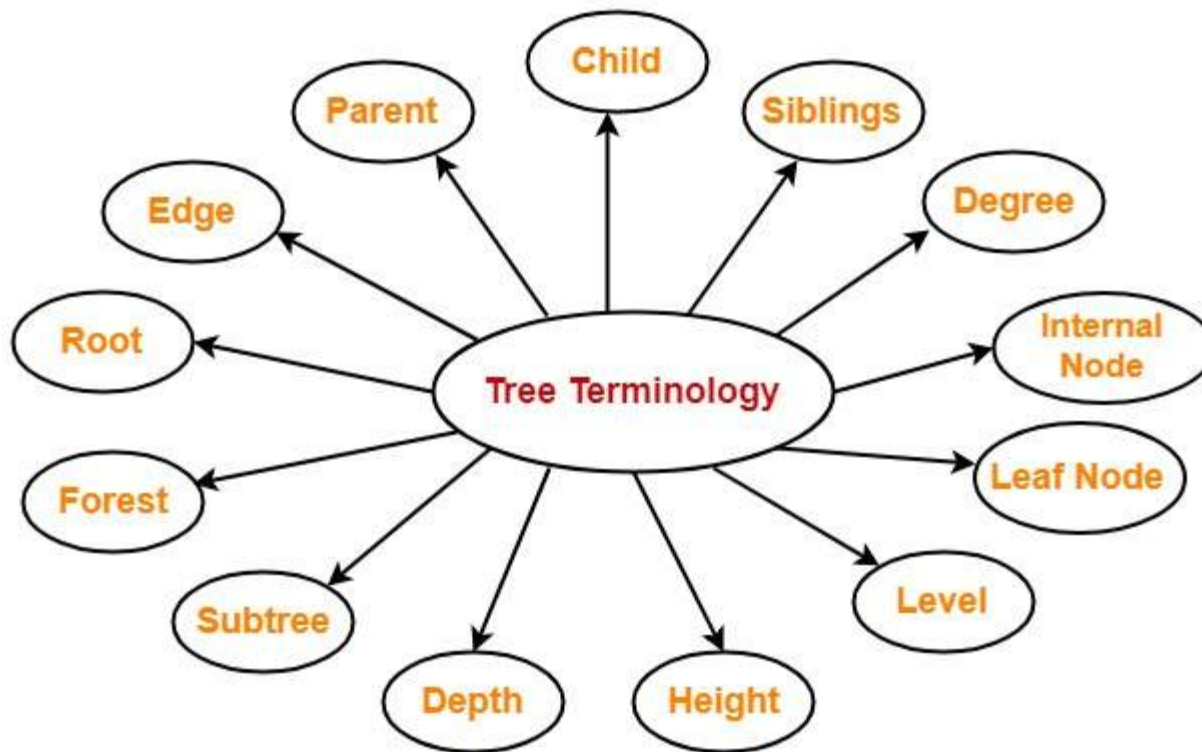 Child
Parent
Siblings
Edge
Degree
Root
Internal
Node
Tree Terminology
Forest
Leaf Node
Subtree
Level
Depth
Height